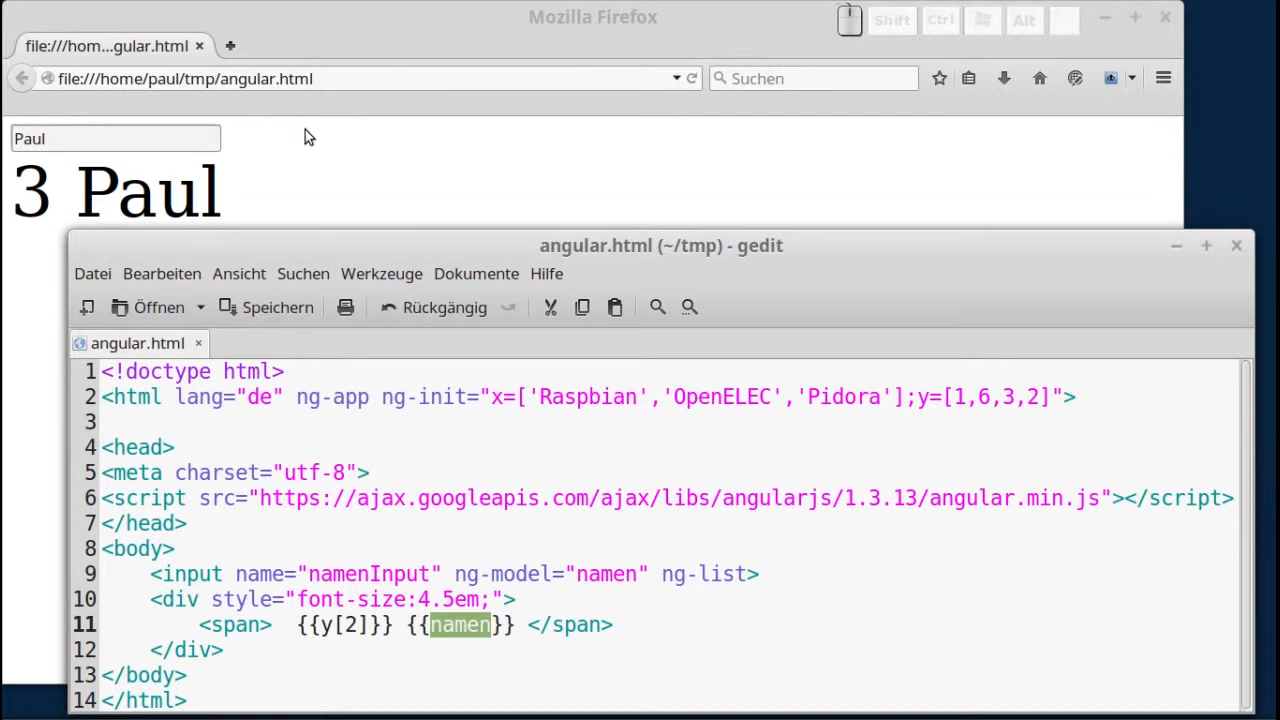 Mozilla Firefox
Shift Ctrl Alt
file:///hom...gular.html
file:///home/paul/tmp/angular.html Suchen
Paul
3 Paul
angular.html (~/tmp) - gedit
Datei Bearbeiten Ansicht Suchen Werkzeuge Dokumente Hilfe
Öffnen Speichern Rückgängig
angular.html
1 <!doctype html>
2 <html lang="de" ng-app ng-init="x=['Raspbian','OpenELEC','Pidora'];y=[1,6,3,2]">
3
4 <head>
5 <meta charset="utf-8">
6 <script src="https://ajax.googleapis.com/ajax/libs/angularjs/1.3.13/angular.min.js"></script>
7 </head>
8 <body>
9     <input name="namenInput" ng-model="namen" ng-list>
10     <div style="font-size:4.5em;">
11         <span>  {{y[2]}} {{namen}} </span>
12     </div>
13 </body>
14 </html>